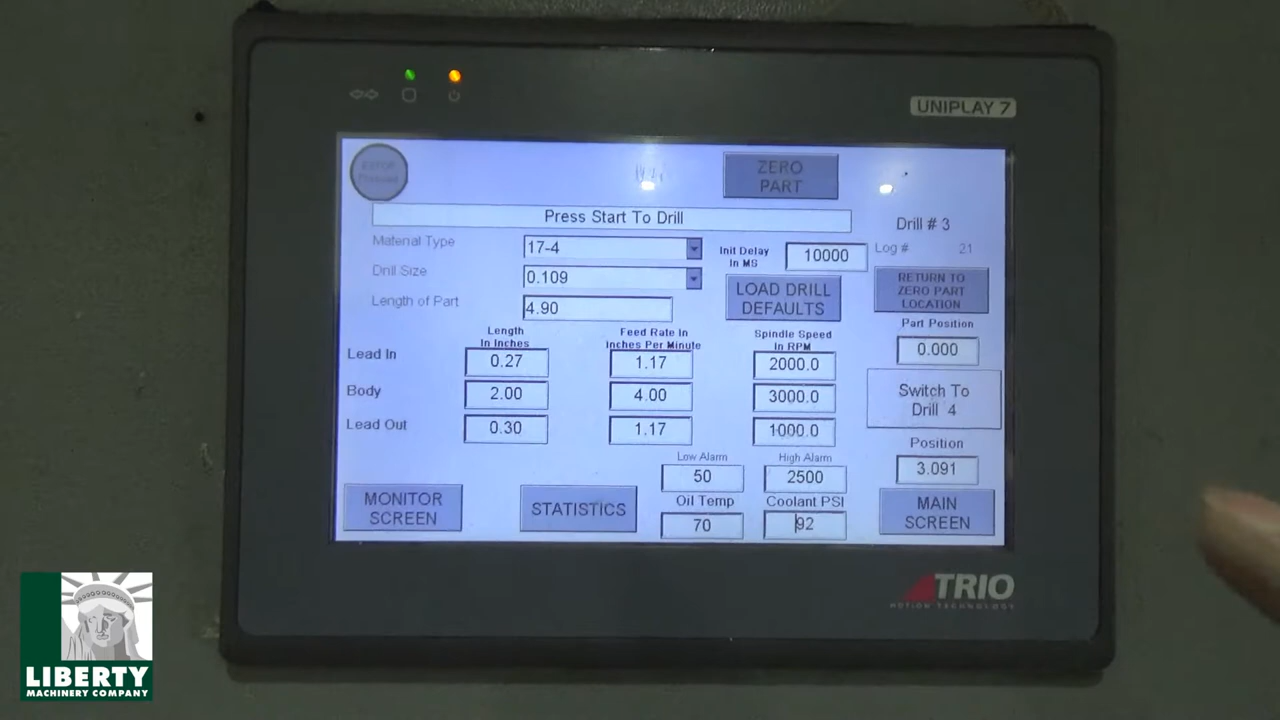 UNIPLAY 7
ZERO
PART
Press Start To Drill
Drill # 3
Material Type
17-4
Init Delay
In MS
10000
Log #
21
Drill Size
0.109
LOAD DRILL
DEFAULTS
RETURN TO
ZERO PART
LOCATION
Length of Part
4.90
Length
In Inches
Feed Rate In
Inches Per Minute
Spindle Speed
In RPM
Part Position
0.000
Lead In
0.27
1.17
2000.0
Body
2.00
4.00
3000.0
Switch To
Drill 4
Lead Out
0.30
1.17
1000.0
Position
3.091
Low Alarm
High Alarm
50
2500
MONITOR
SCREEN
STATISTICS
Oil Temp
Coolant PSI
70
92
MAIN
SCREEN
TRIO
MOTION TECHNOLOGY
LIBERTY
MACHINERY COMPANY